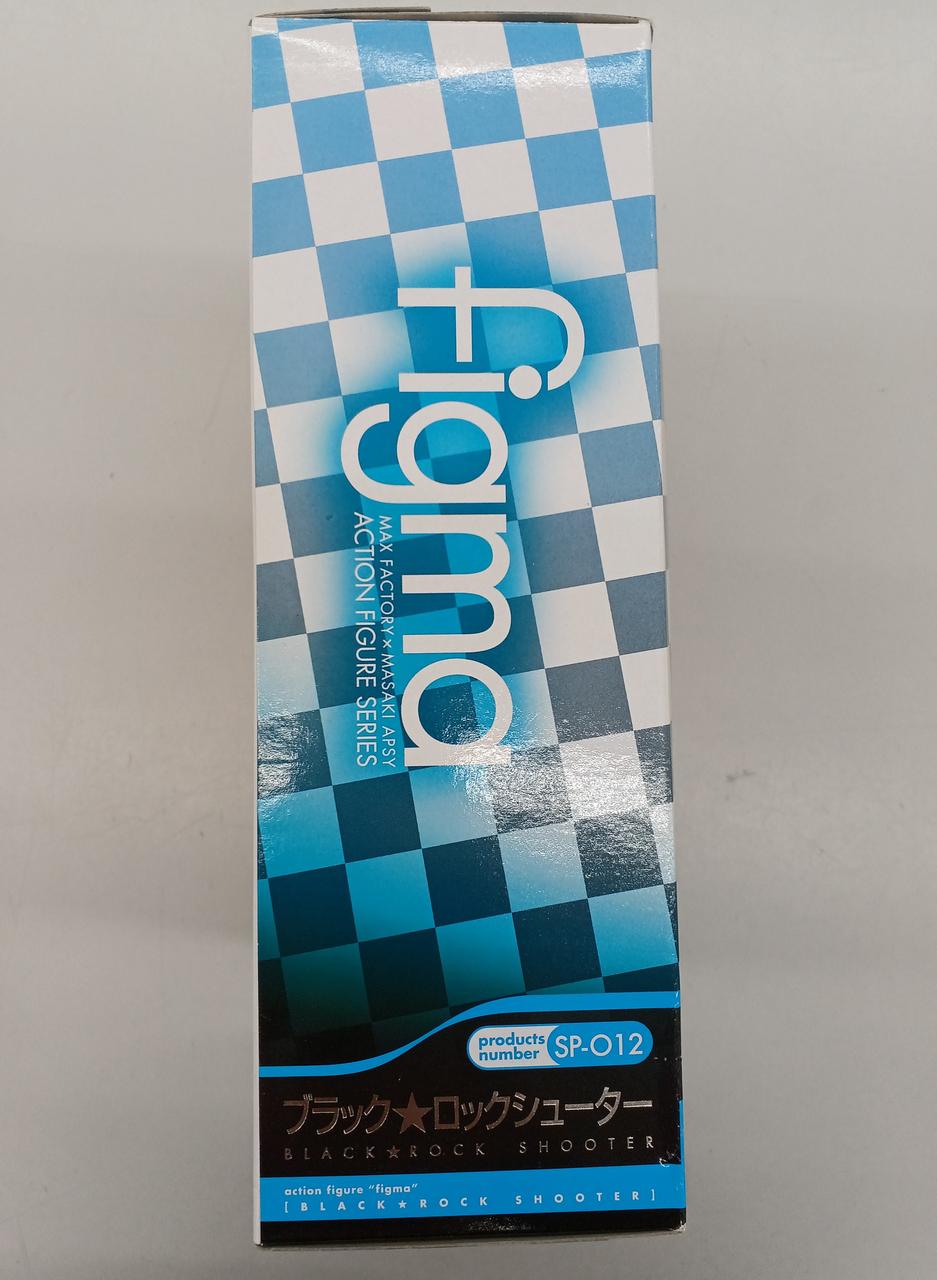 figma
MAX FACTORY × MASAKI APSY
ACTION FIGURE SERIES
products
number
SP-012
ブラック★ロックシューター
BLACK★ROCK SHOOTER
action figure “figma”
[BLACK★ROCK SHOOTER]